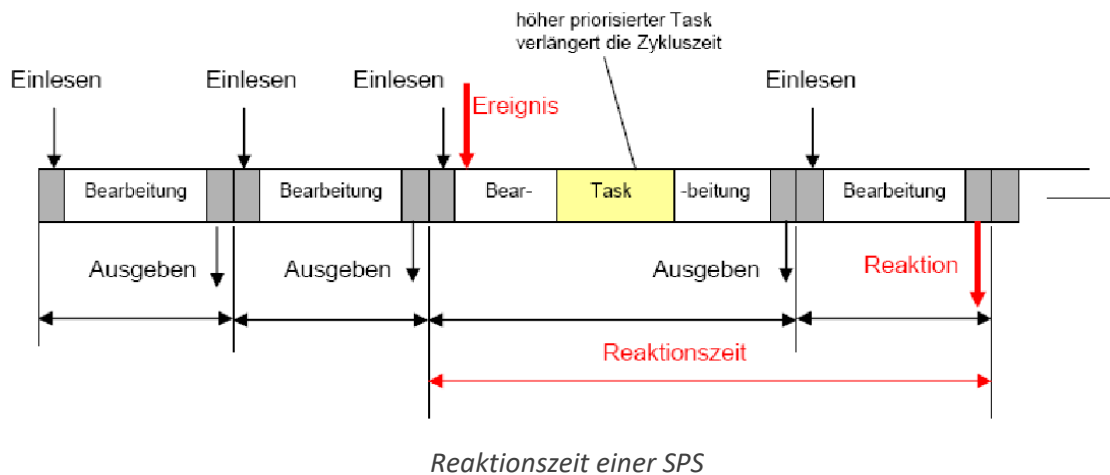 höher priorisierter Task
verlängert die Zykluszeit
Einlesen
Einlesen
Einlesen
Einlesen
Ereignis
Bearbeitung
Bearbeitung
Bear-
Task
-beitung
Bearbeitung
Ausgeben
Ausgeben
Ausgeben
Reaktion
Reaktionszeit
Reaktionszeit einer SPS